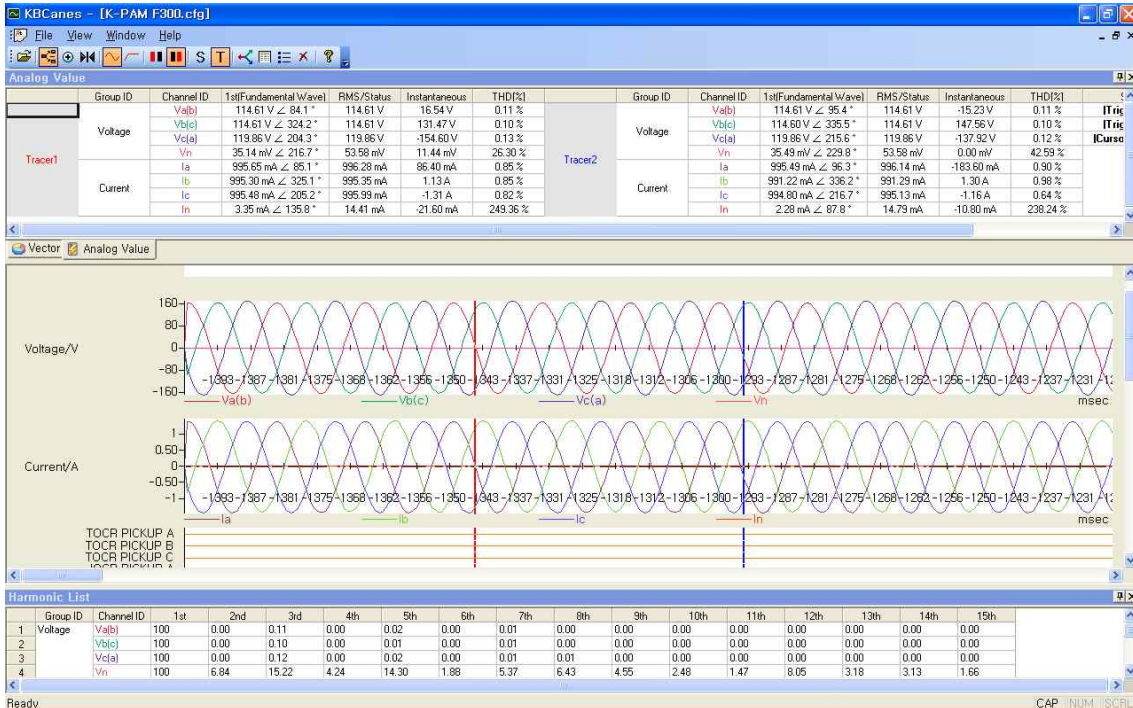 KBCanes - [K-PAM F300.cfg]
File View Window Help
S T
Analog Value
Group ID Channel ID 1st(Fundamental Wave) RMS/Status Instantaneous THD[%] Group ID Channel ID 1st(Fundamental Wave) RMS/Status Instantaneous THD[%]
Tracer1 Voltage Va(b) 114.61 V ∠ 84.1 ° 114.61 V 16.54 V 0.11 % Tracer2 Voltage Va(b) 114.61 V ∠ 95.4 ° 114.61 V -15.23 V 0.11 %
Vb(c) 114.61 V ∠ 324.2 ° 114.61 V 131.47 V 0.10 % Vb(c) 114.60 V ∠ 335.5 ° 114.61 V 147.56 V 0.10 %
Vc(a) 119.86 V ∠ 204.3 ° 119.86 V -154.60 V 0.13 % Vc(a) 119.86 V ∠ 215.6 ° 119.86 V -137.92 V 0.12 %
Vn 35.14 mV ∠ 216.7 ° 53.58 mV 11.44 mV 26.30 % Vn 35.49 mV ∠ 229.8 ° 53.58 mV 0.00 mV 42.59 %
Current Ia 995.65 mA ∠ 85.1 ° 996.28 mA 86.40 mA 0.85 % Current Ia 995.49 mA ∠ 96.3 ° 996.14 mA -183.60 mA 0.90 %
Ib 995.30 mA ∠ 325.1 ° 995.35 mA 1.13 A 0.85 % Ib 991.22 mA ∠ 336.2 ° 991.29 mA 1.30 A 0.98 %
Ic 995.48 mA ∠ 205.2 ° 995.99 mA -1.31 A 0.82 % Ic 994.80 mA ∠ 216.7 ° 995.13 mA -1.16 A 0.64 %
In 3.35 mA ∠ 135.8 ° 14.41 mA -21.60 mA 249.36 % In 2.28 mA ∠ 87.8 ° 14.79 mA -10.80 mA 238.24 %
Vector Analog Value
160
80
Voltage/V 0
-80
-1393 -1387 -1381 -1375 -1368 -1362 -1356 -1350 -1343 -1337 -1331 -1325 -1318 -1312 -1306 -1300 -1293 -1287 -1281 -1275 -1268 -1262 -1256 -1250 -1243 -1237 -1231
-160
Va(b) Vb(c) Vc(a) Vn msec
1
0.50
Current/A 0
-0.50
-1
-1393 -1387 -1381 -1375 -1368 -1362 -1356 -1350 -1343 -1337 -1331 -1325 -1318 -1312 -1306 -1300 -1293 -1287 -1281 -1275 -1268 -1262 -1256 -1250 -1243 -1237 -1231
Ia Ib Ic In msec
TOCR PICKUP A
TOCR PICKUP B
TOCR PICKUP C
Harmonic List
Group ID Channel ID 1st 2nd 3rd 4th 5th 6th 7th 8th 9th 10th 11th 12th 13th 14th 15th
1 Voltage Va(b) 100 0.00 0.11 0.00 0.02 0.00 0.01 0.00 0.00 0.00 0.00 0.00 0.00 0.00 0.00
2 Vb(c) 100 0.00 0.10 0.00 0.01 0.00 0.01 0.00 0.00 0.00 0.00 0.00 0.00 0.00 0.00
3 Vc(a) 100 0.00 0.12 0.00 0.02 0.00 0.01 0.01 0.00 0.00 0.00 0.00 0.00 0.00 0.00
4 Vn 100 6.84 15.22 4.24 14.30 1.88 5.37 6.43 4.55 2.48 1.47 8.05 3.18 3.13 1.66
Ready CAP NUM SCRL